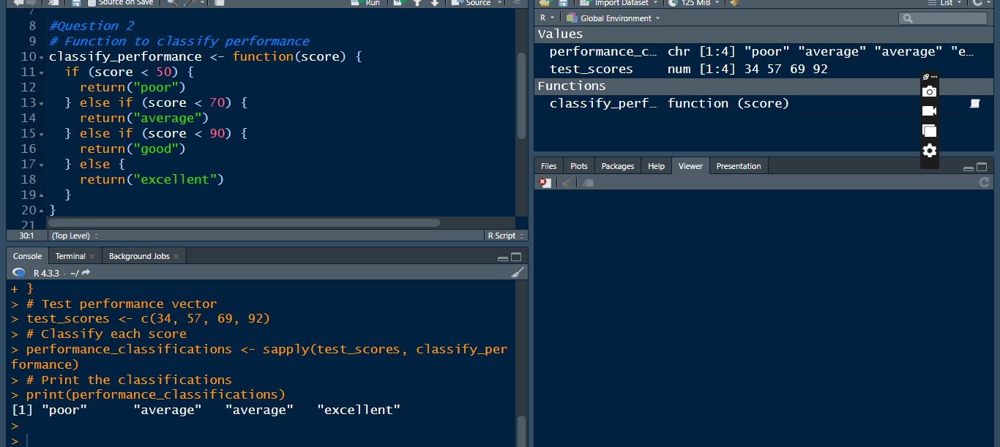 Source on Save
Run
Source
7
8 #Question 2
9 # Function to classify performance
10 classify_performance <- function(score) {
11 if (score < 50) {
12 return("poor")
13 } else if (score < 70) {
14 return("average")
15 } else if (score < 90) {
16 return("good")
17 } else {
18 return("excellent")
19 }
20 }
21
30:1 (Top Level) R Script
Console Terminal Background Jobs
R 4.3.3 · ~/
+ }
> # Test performance vector
> test_scores <- c(34, 57, 69, 92)
> # Classify each score
> performance_classifications <- sapply(test_scores, classify_per
formance)
> # Print the classifications
> print(performance_classifications)
[1] "poor" "average" "average" "excellent"
>
>
Import Dataset 125 MiB List
R Global Environment
Values
performance_c… chr [1:4] "poor" "average" "average" "e…
test_scores num [1:4] 34 57 69 92
Functions
classify_perf… function (score)
Files Plots Packages Help Viewer Presentation